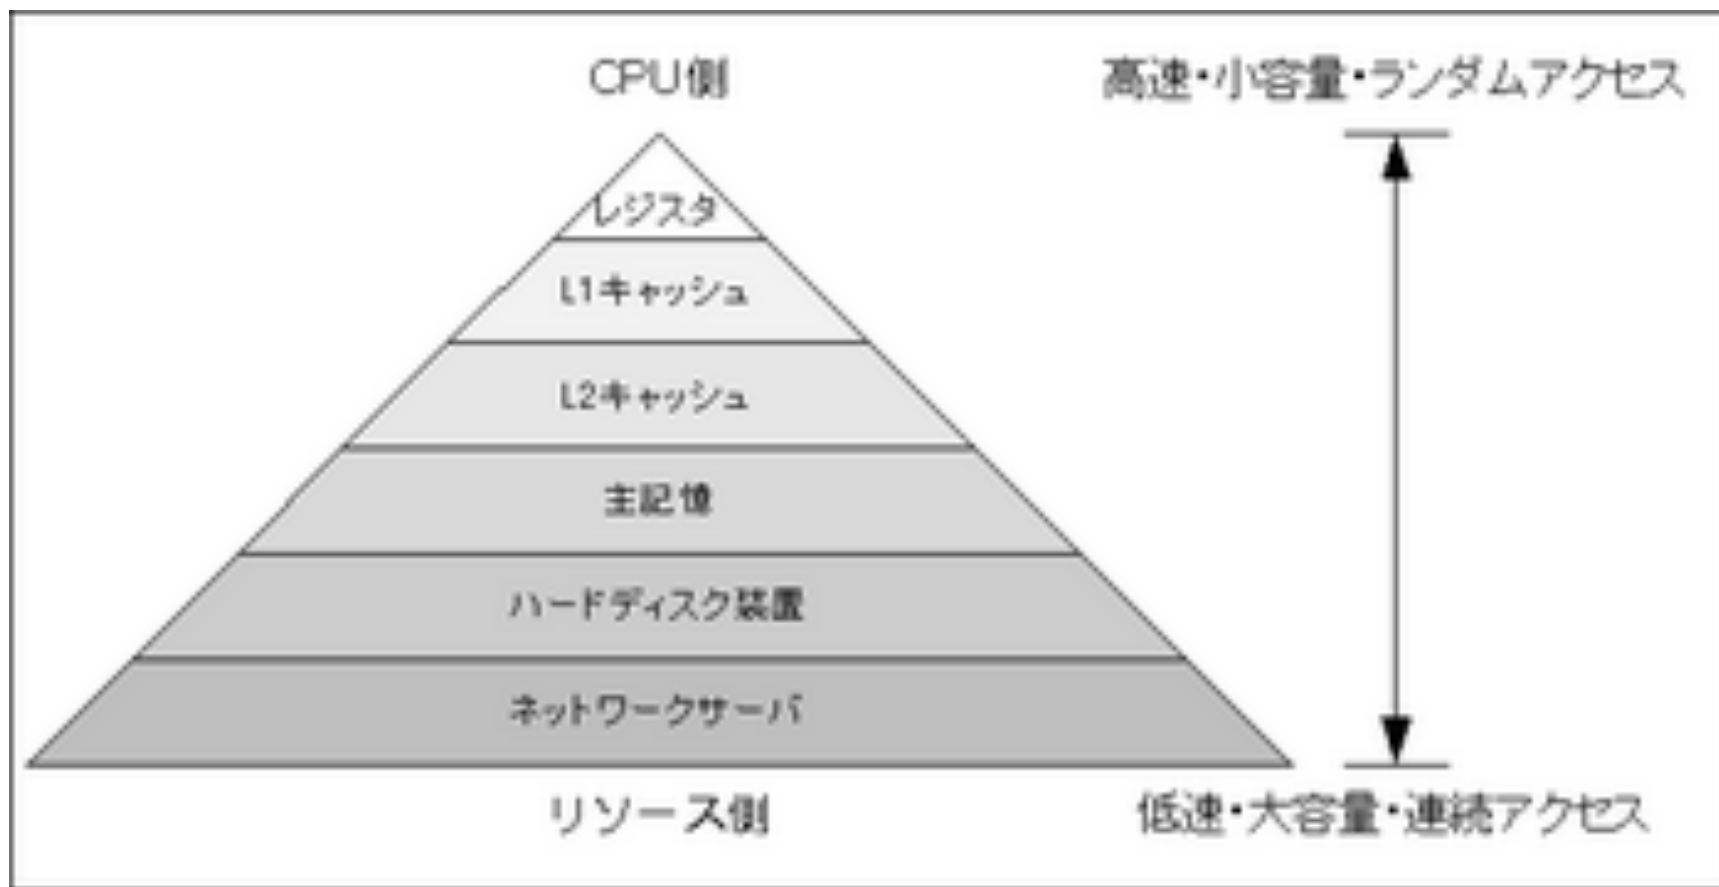 CPU側
高速・小容量・ランダムアクセス
レジスタ
L1キャッシュ
L2キャッシュ
主記憶
ハードディスク装置
ネットワークサーバ
リソース側
低速・大容量・連続アクセス